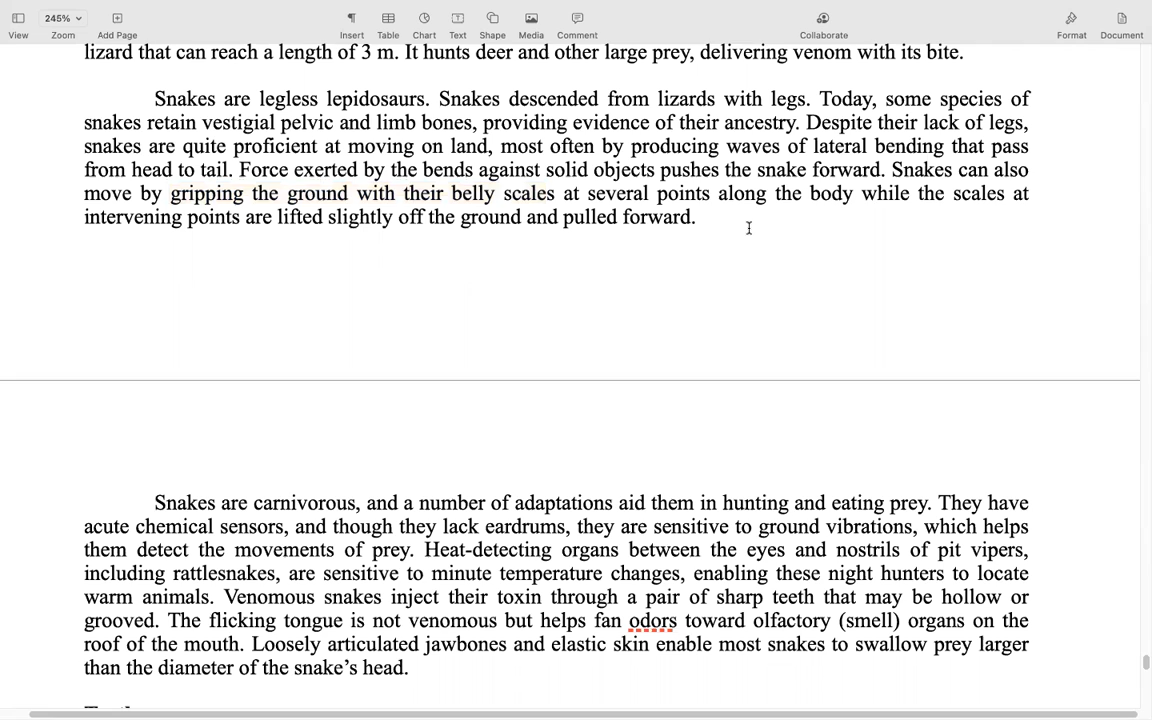 245%
View
Zoom
Add Page
Insert
Table
Chart
Text
Shape
Media
Comment
Collaborate
Format
Document
lizard that can reach a length of 3 m. It hunts deer and other large prey, delivering venom with its bite.
Snakes are legless lepidosaurs. Snakes descended from lizards with legs. Today, some species of
snakes retain vestigial pelvic and limb bones, providing evidence of their ancestry. Despite their lack of legs,
snakes are quite proficient at moving on land, most often by producing waves of lateral bending that pass
from head to tail. Force exerted by the bends against solid objects pushes the snake forward. Snakes can also
move by gripping the ground with their belly scales at several points along the body while the scales at
intervening points are lifted slightly off the ground and pulled forward.
Snakes are carnivorous, and a number of adaptations aid them in hunting and eating prey. They have
acute chemical sensors, and though they lack eardrums, they are sensitive to ground vibrations, which helps
them detect the movements of prey. Heat-detecting organs between the eyes and nostrils of pit vipers,
including rattlesnakes, are sensitive to minute temperature changes, enabling these night hunters to locate
warm animals. Venomous snakes inject their toxin through a pair of sharp teeth that may be hollow or
grooved. The flicking tongue is not venomous but helps fan odors toward olfactory (smell) organs on the
roof of the mouth. Loosely articulated jawbones and elastic skin enable most snakes to swallow prey larger
than the diameter of the snake’s head.